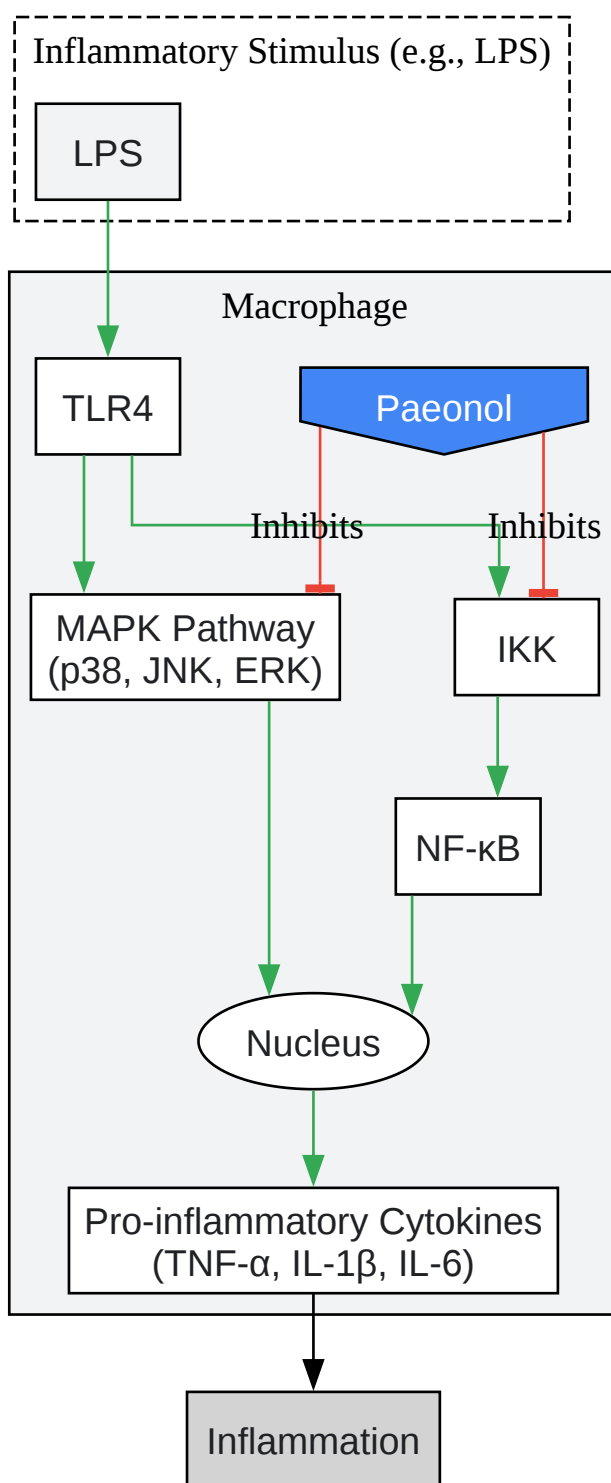 Inflammatory Stimulus (e.g., LPS)
LPS
Macrophage
TLR4
Paeonol
Inhibits
Inhibits
MAPK Pathway
(p38, JNK, ERK)
IKK
NF-κB
Nucleus
Pro-inflammatory Cytokines
(TNF-α, IL-1β, IL-6)
Inflammation